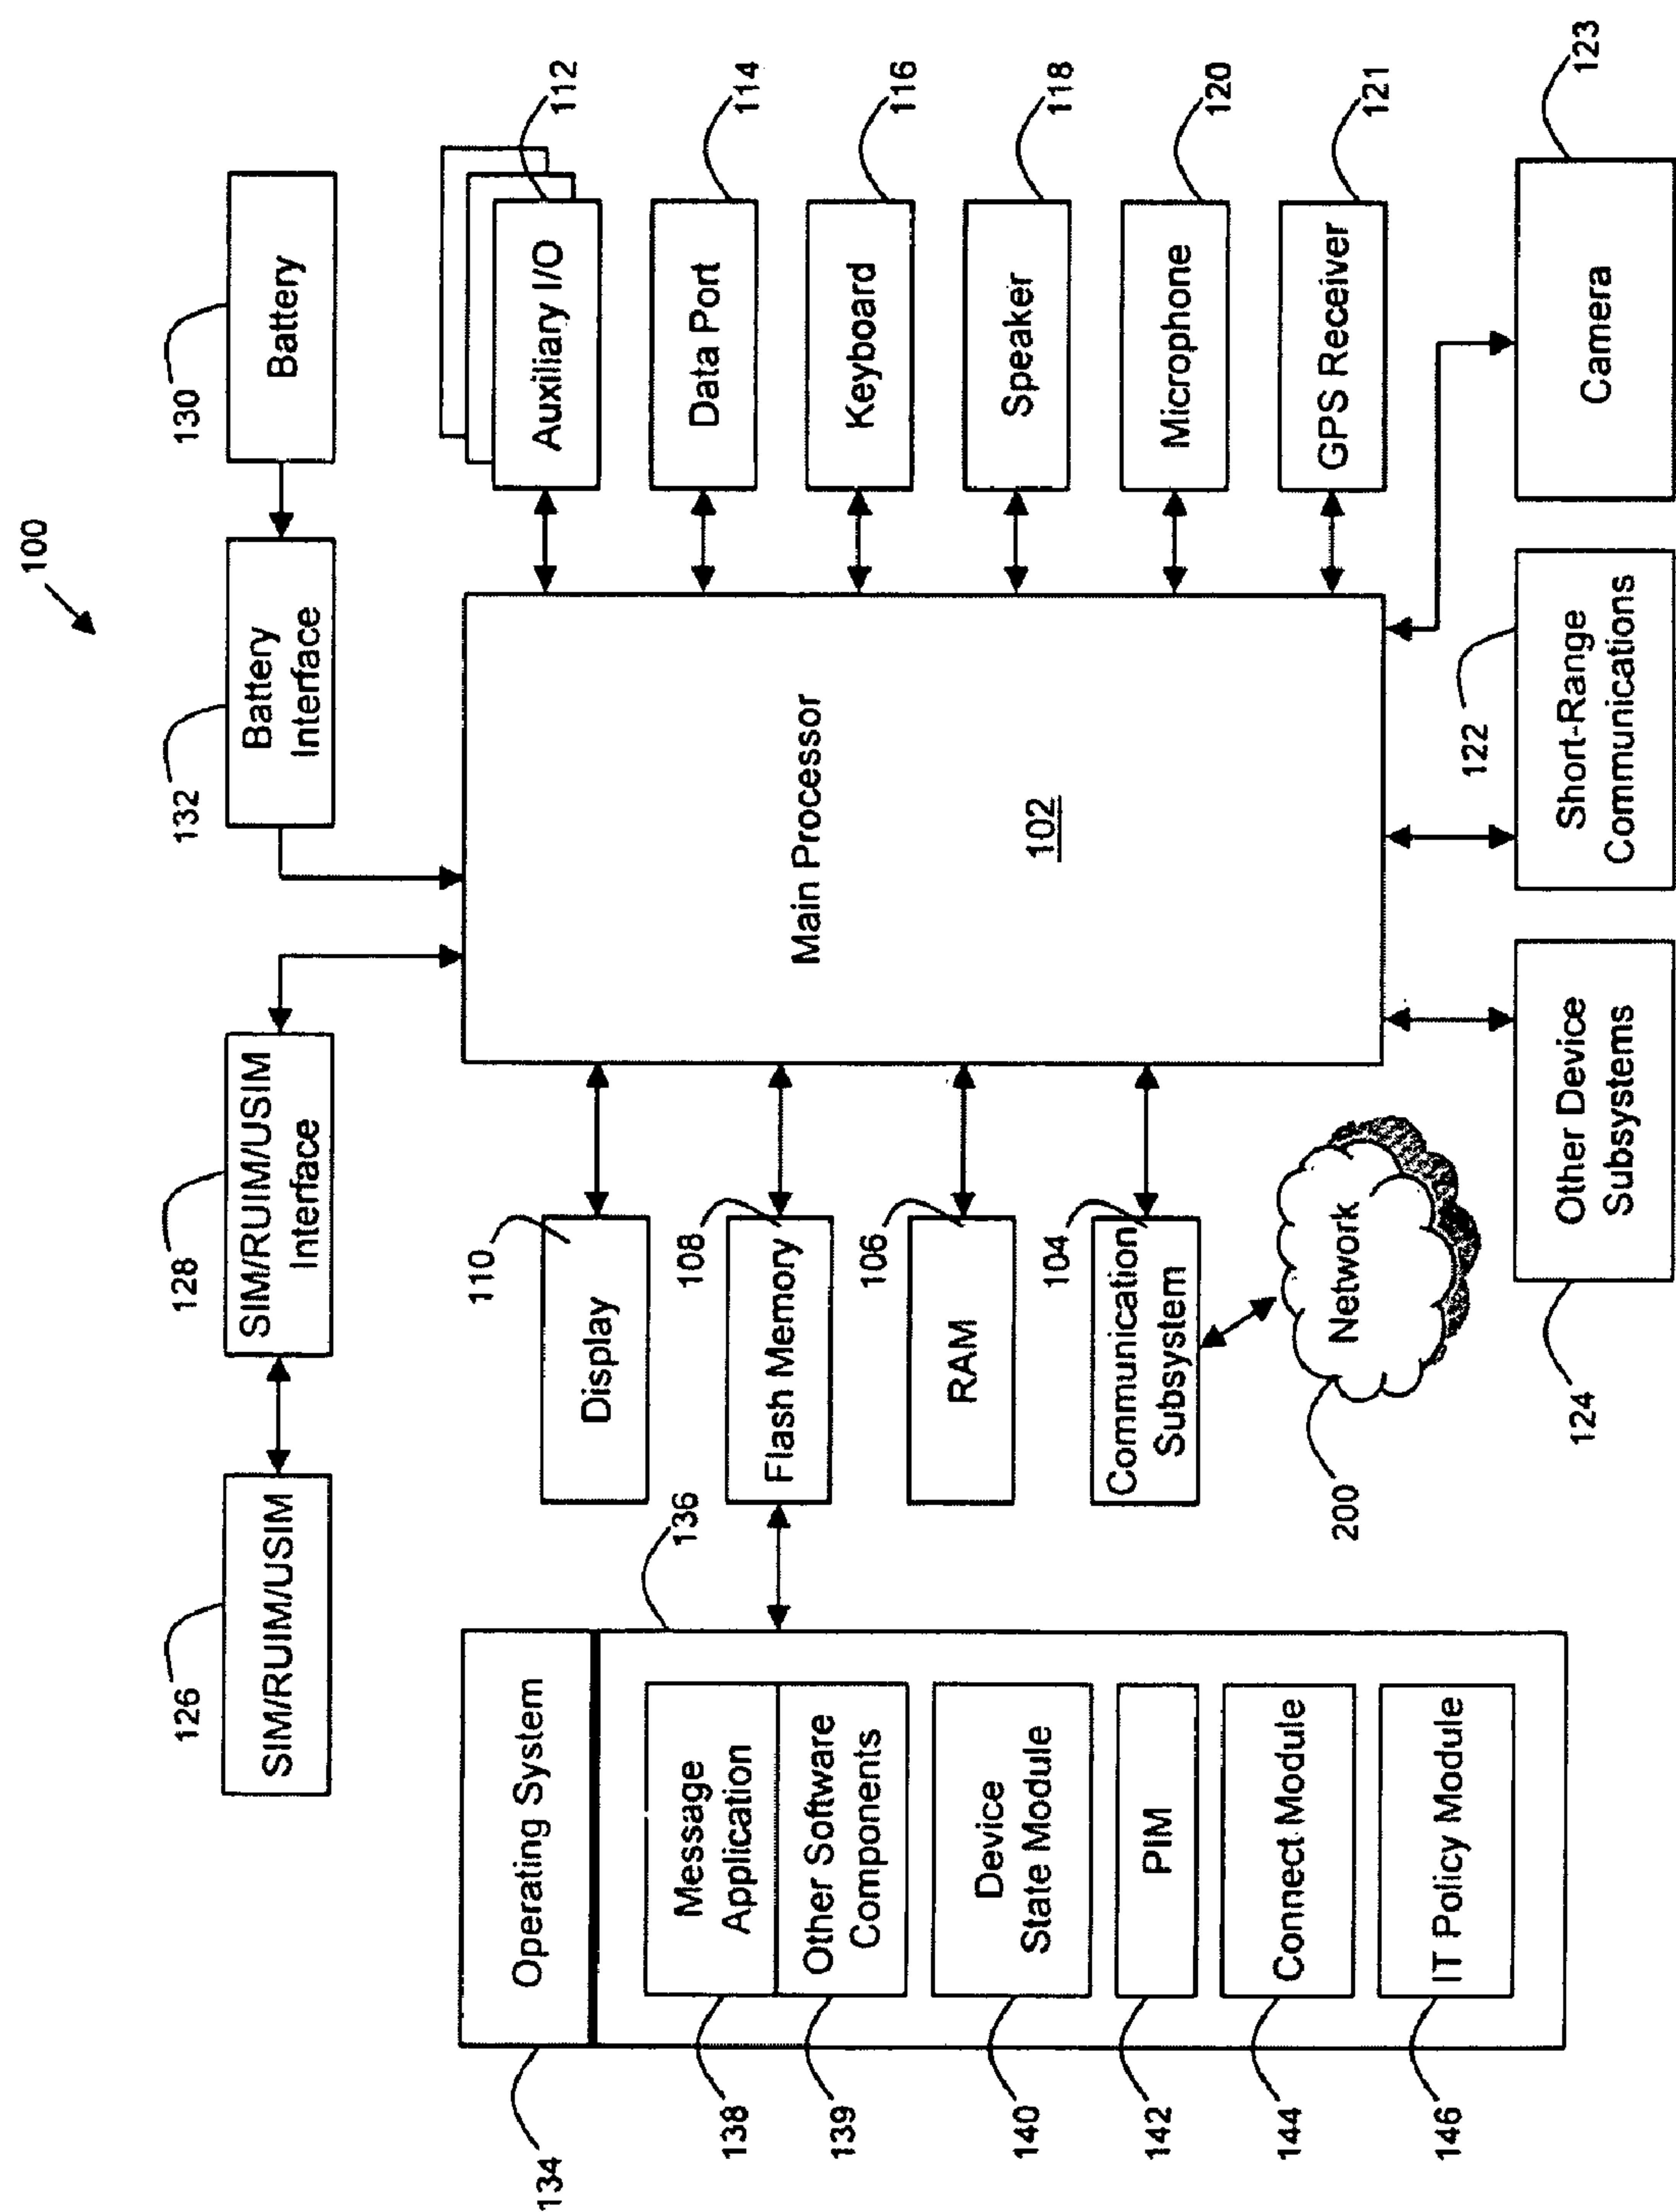 100
126
SIM/RUIM/USIM
128
SIM/RUIM/USIM
Interface
132
Battery
Interface
130
Battery
134
Operating System
136
138
Message
Application
139
Other Software
Components
140
Device
State Module
142
PIM
144
Connect Module
146
IT Policy Module
110
Display
108
Flash Memory
106
RAM
104
Communication
Subsystem
200
Network
Main Processor
102
Auxiliary I/O
112
Data Port
114
Keyboard
116
Speaker
118
Microphone
120
GPS Receiver
121
124
Other Device
Subsystems
122
Short-Range
Communications
Camera
123